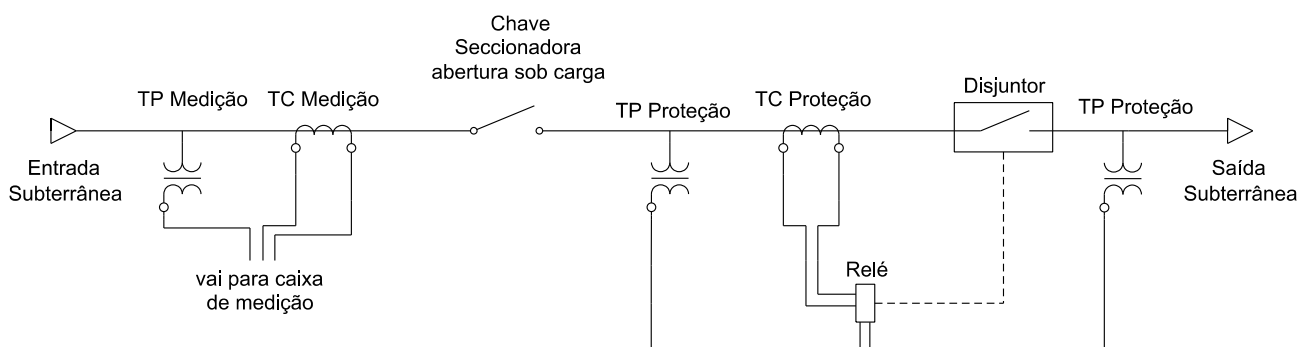 Chave
Seccionadora
abertura sob carga
TP Medição
TC Medição
TP Proteção
TC Proteção
Disjuntor
TP Proteção
Entrada
Subterrânea
Saída
Subterrânea
vai para caixa
de medição
Relé